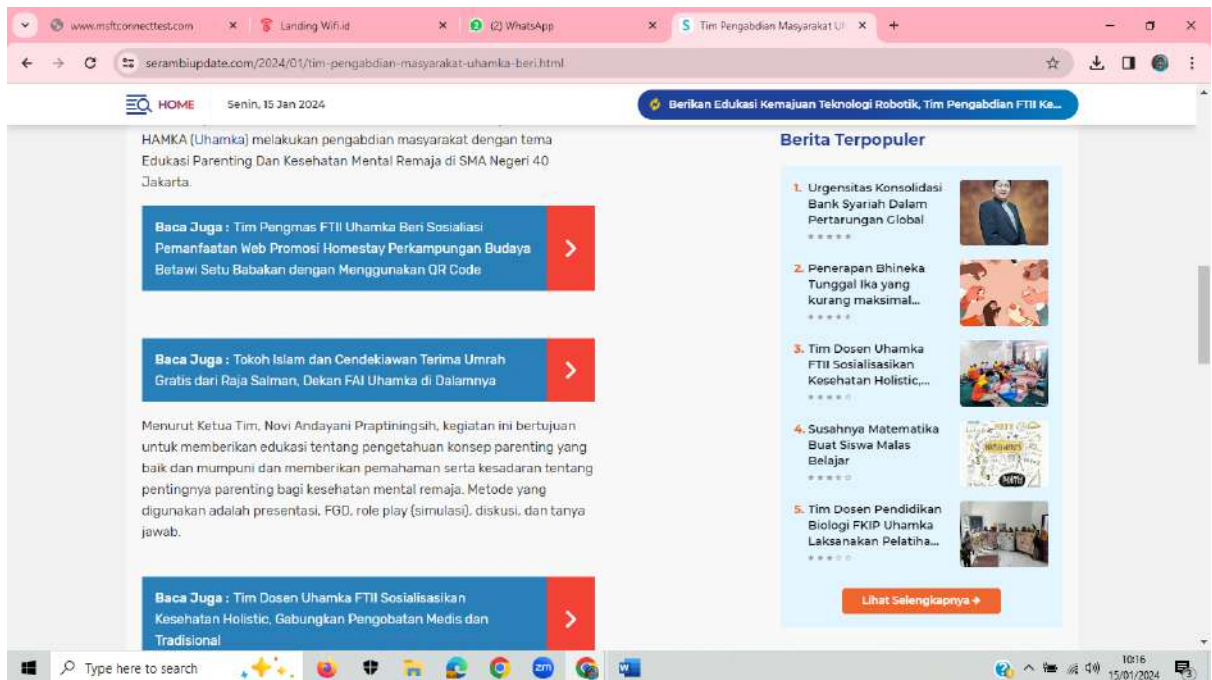 www.msftconnecttest.com
Landing Wifi.id
(2) WhatsApp
Tim Pengabdian Masyarakat U
serambiupdate.com/2024/01/tim-pengabdian-masyarakat-uhamka-beri.html
HOME
Senin, 15 Jan 2024
Berikan Edukasi Kemajuan Teknologi Robotik, Tim Pengabdian FTII Ke...
HAMKA (Uhamka) melakukan pengabdian masyarakat dengan tema
Edukasi Parenting Dan Kesehatan Mental Remaja di SMA Negeri 40
Jakarta.
Baca Juga : Tim Pengmas FTII Uhamka Beri Sosialiasi
Pemanfaatan Web Promosi Homestay Perkampungan Budaya
Betawi Setu Babakan dengan Menggunakan QR Code
Baca Juga : Tokoh Islam dan Cendekiawan Terima Umrah
Gratis dari Raja Salman, Dekan FAI Uhamka di Dalamnya
Menurut Ketua Tim, Novi Andayani Praptiningsih, kegiatan ini bertujuan
untuk memberikan edukasi tentang pengetahuan konsep parenting yang
baik dan mumpuni dan memberikan pemahaman serta kesadaran tentang
pentingnya parenting bagi kesehatan mental remaja. Metode yang
digunakan adalah presentasi, FGD, role play (simulasi), diskusi, dan tanya
jawab.
Baca Juga : Tim Dosen Uhamka FTII Sosialisasikan
Kesehatan Holistic, Gabungkan Pengobatan Medis dan
Tradisional
Berita Terpopuler
1. Urgensitas Konsolidasi
Bank Syariah Dalam
Pertarungan Global
2. Penerapan Bhineka
Tunggal Ika yang
kurang maksimal...
3. Tim Dosen Uhamka
FTII Sosialisasikan
Kesehatan Holistic,...
4. Susahnya Matematika
Buat Siswa Malas
Belajar
5. Tim Dosen Pendidikan
Biologi FKIP Uhamka
Laksanakan Pelatiha...
Lihat Selengkapnya
Type here to search
zm
10:16
15/01/2024